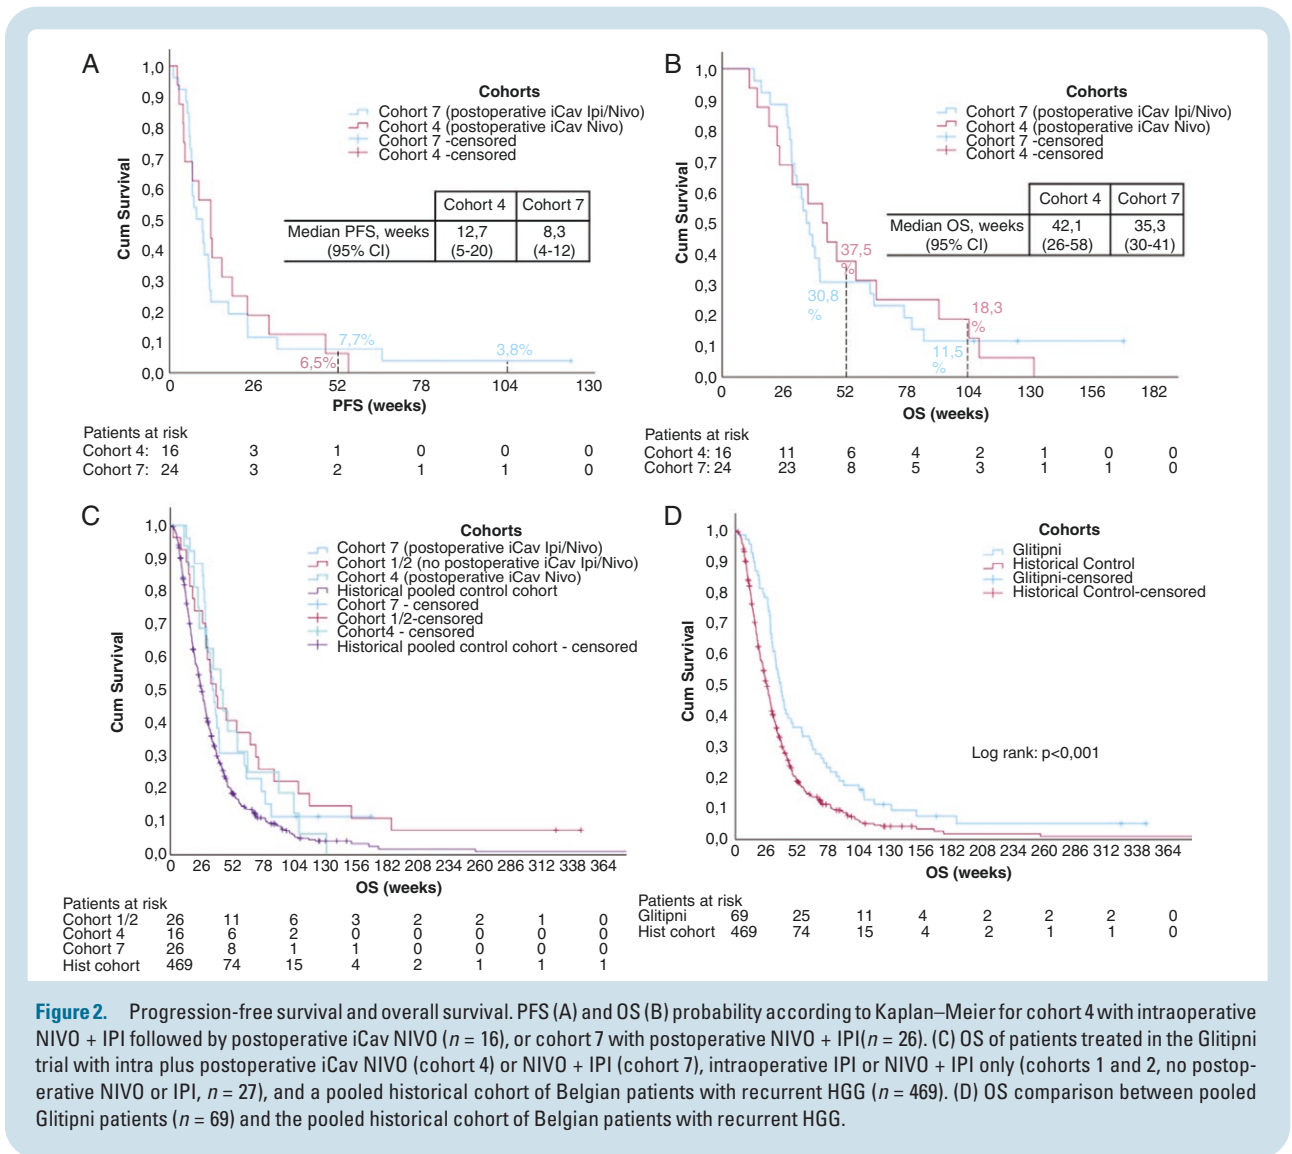 A
Cum Survival
1,0
0,9
0,8
0,7
0,6
0,5
0,4
0,3
0,2
0,1
0,0
Cohorts
Cohort 7 (postoperative iCav Ipi/Nivo)
Cohort 4 (postoperative iCav Nivo)
Cohort 7 -censored
Cohort 4 -censored
Cohort 4 Cohort 7
Median PFS, weeks (95% CI) 12,7 (5-20) 8,3 (4-12)
7,7%
3,8%
6,5%
0 26 52 78 104 130
PFS (weeks)
Patients at risk
Cohort 4: 16 3 1 0 0 0
Cohort 7: 24 3 2 1 1 0
B
Cum Survival
1,0
0,9
0,8
0,7
0,6
0,5
0,4
0,3
0,2
0,1
0,0
Cohorts
Cohort 7 (postoperative iCav Ipi/Nivo)
Cohort 4 (postoperative iCav Nivo)
Cohort 7 -censored
Cohort 4 -censored
Cohort 4 Cohort 7
Median OS, weeks (95% CI) 42,1 (26-58) 35,3 (30-41)
37,5
%
30,8
%
18,3
%
11,5
%
0 26 52 78 104 130 156 182
OS (weeks)
Patients at risk
Cohort 4: 16 11 6 4 2 1 0 0
Cohort 7: 24 23 8 5 3 1 1 0
C
Cum Survival
1,0
0,9
0,8
0,7
0,6
0,5
0,4
0,3
0,2
0,1
0,0
Cohorts
Cohort 7 (postoperative iCav Ipi/Nivo)
Cohort 1/2 (no postoperative iCav Ipi/Nivo)
Cohort 4 (postoperative iCav Nivo)
Historical pooled control cohort
Cohort 7 - censored
Cohort 1/2-censored
Cohort4 - censored
Historical pooled control cohort - censored
0 26 52 78 104 130 156 182 208 234 260 286 312 338 364
OS (weeks)
Patients at risk
Cohort 1/2 26 11 6 3 2 2 1 0
Cohort 4 16 6 2 0 0 0 0 0
Cohort 7 26 8 1 1 0 0 0 0
Hist cohort 469 74 15 4 2 1 1 1
D
Cum Survival
1,0
0,9
0,8
0,7
0,6
0,5
0,4
0,3
0,2
0,1
0,0
Cohorts
Glitipni
Historical Control
Glitipni-censored
Historical Control-censored
Log rank: p<0,001
0 26 52 78 104 130 156 182 208 234 260 286 312 338 364
OS (weeks)
Patients at risk
Glitipni 69 25 11 4 2 2 2 0
Hist cohort 469 74 15 4 2 1 1 0
Figure 2. Progression-free survival and overall survival. PFS (A) and OS (B) probability according to Kaplan–Meier for cohort 4 with intraoperative
NIVO + IPI followed by postoperative iCav NIVO (n = 16), or cohort 7 with postoperative NIVO + IPI(n = 26). (C) OS of patients treated in the Glitipni
trial with intra plus postoperative iCav NIVO (cohort 4) or NIVO + IPI (cohort 7), intraoperative IPI or NIVO + IPI only (cohorts 1 and 2, no postop-
erative NIVO or IPI, n = 27), and a pooled historical cohort of Belgian patients with recurrent HGG (n = 469). (D) OS comparison between pooled
Glitipni patients (n = 69) and the pooled historical cohort of Belgian patients with recurrent HGG.